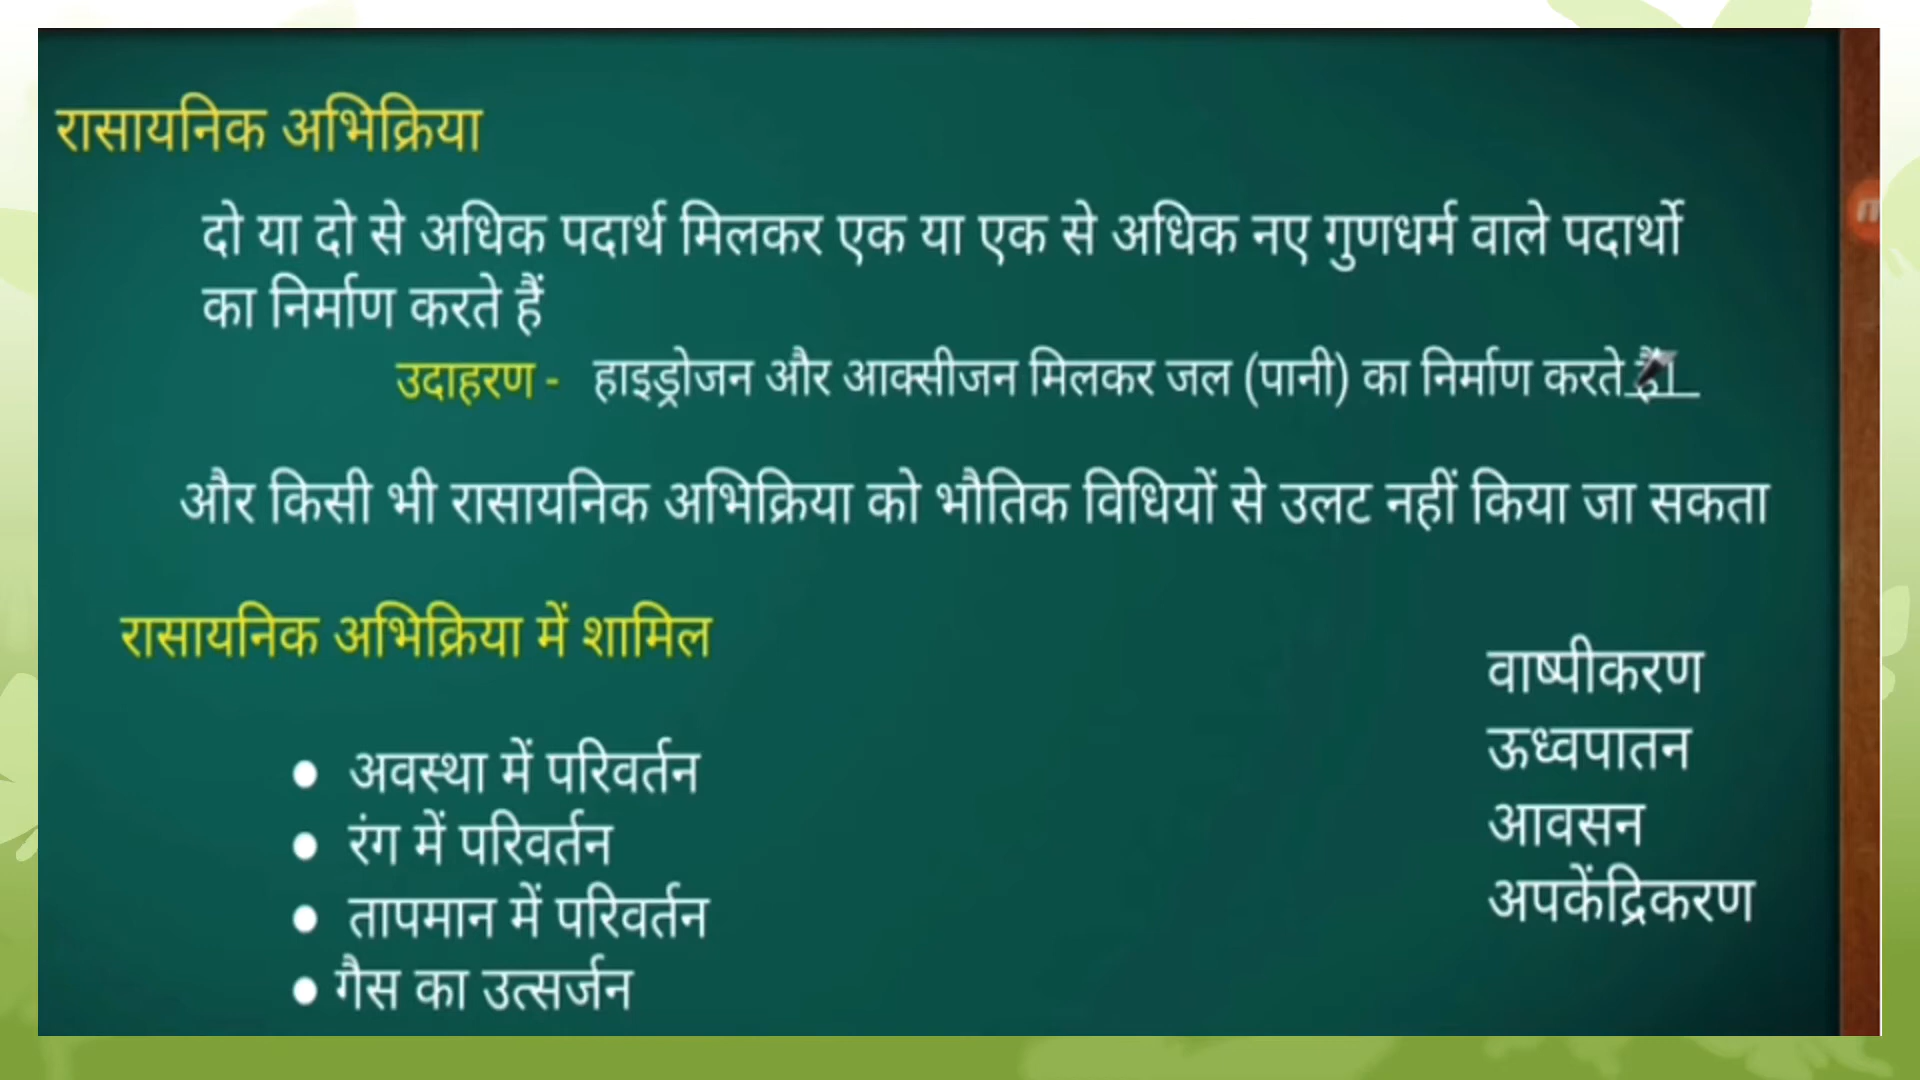 रासायनिक अभिक्रिया
दो या दो से अधिक पदार्थ मिलकर एक या एक से अधिक नए गुणधर्म वाले पदार्थो
का निर्माण करते हैं
उदाहरण - हाइड्रोजन और आक्सीजन मिलकर जल (पानी) का निर्माण करते हैं।
और किसी भी रासायनिक अभिक्रिया को भौतिक विधियों से उलट नहीं किया जा सकता
रासायनिक अभिक्रिया में शामिल
● अवस्था में परिवर्तन
● रंग में परिवर्तन
● तापमान में परिवर्तन
● गैस का उत्सर्जन
वाष्पीकरण
ऊध्वपातन
आवसन
अपकेंद्रिकरण